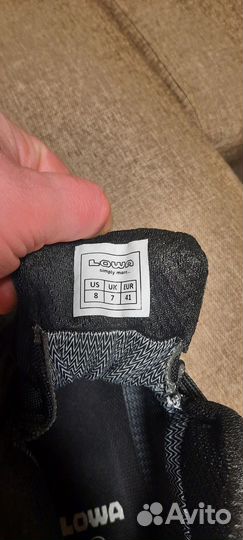 LOWA
simply more...
US UK EUR
8 7 41
LOWA
Avito